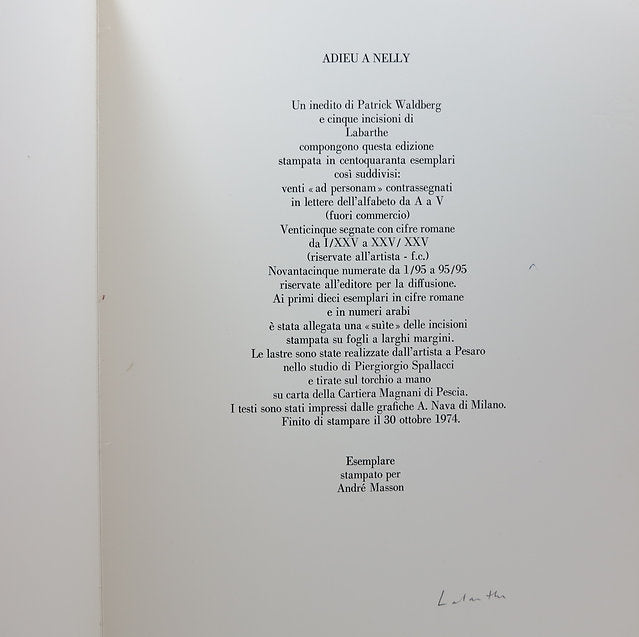 ADIEU A NELLY
Un inedito di Patrick Waldberg
e cinque incisioni di
Labarthe
compongono questa edizione
stampata in centoquaranta esemplari
così suddivisi:
venti « ad personam » contrassegnati
in lettere dell'alfabeto da A a V
(fuori commercio)
Venticinque segnate con cifre romane
da I/XXV a XXV/XXV
(riservate all'artista - f.c.)
Novantacinque numerate da 1/95 a 95/95
riservate all'editore per la diffusione.
Ai primi dieci esemplari in cifre romane
e in numeri arabi
è stata allegata una « suite » delle incisioni
stampata su fogli a larghi margini.
Le lastre sono state realizzate dall'artista a Pesaro
nello studio di Piergiorgio Spallacci
e tirate sul torchio a mano
su carta della Cartiera Magnani di Pescia.
I testi sono stati impressi dalle grafiche A. Nava di Milano.
Finito di stampare il 30 ottobre 1974.
Esemplare
stampato per
André Masson
Labarthe